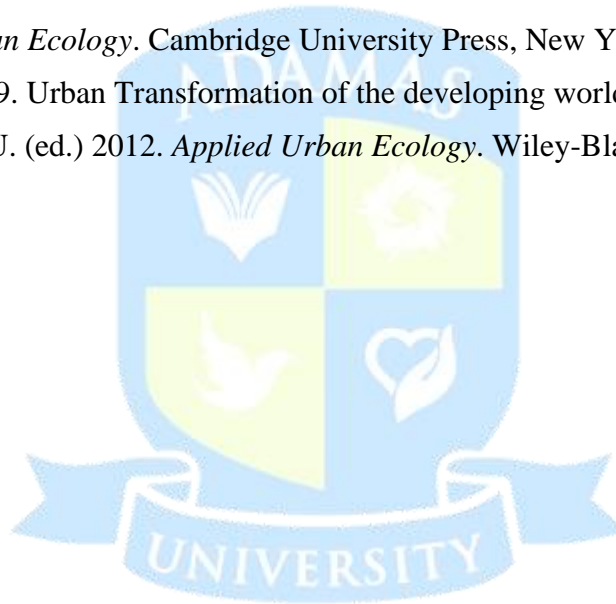 an Ecology. Cambridge University Press, New Y
9. Urban Transformation of the developing world
U. (ed.) 2012. Applied Urban Ecology. Wiley-Bla
ADAMAS
UNIVERSITY